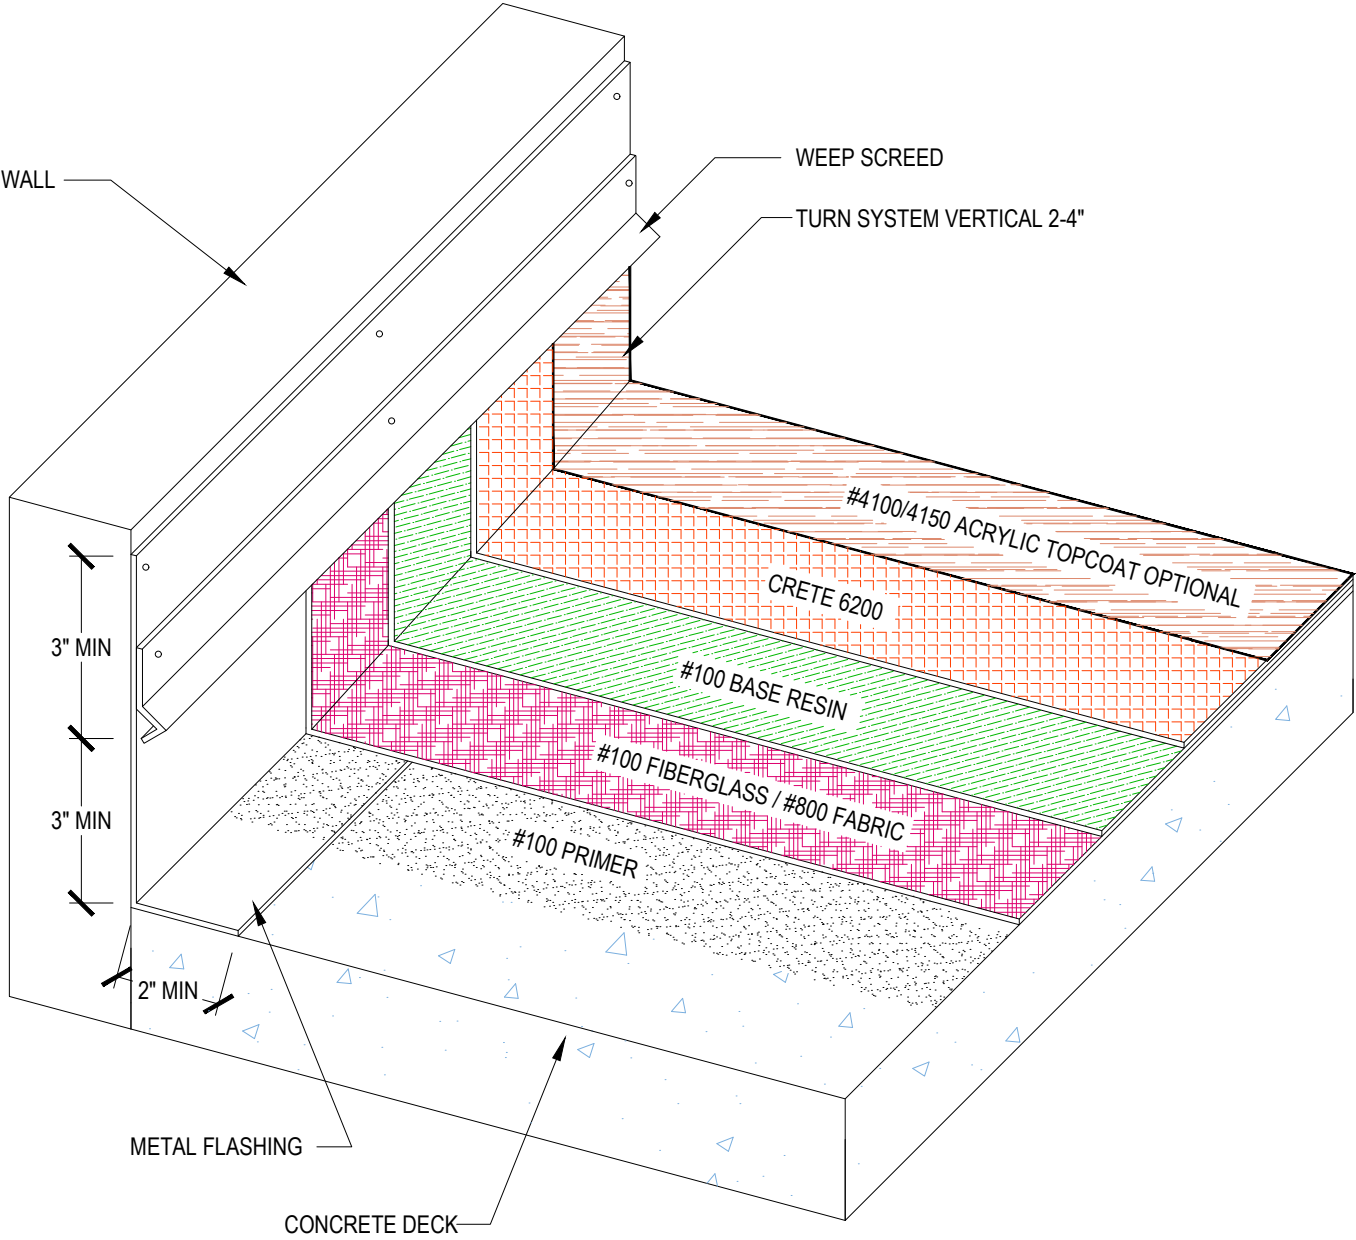 WEEP SCREED
WALL
TURN SYSTEM VERTICAL 2-4"
#4100/4150 ACRYLIC TOPCOAT OPTIONAL
CRETE 6200
3" MIN
#100 BASE RESIN
#100 FIBERGLASS / #800 FABRIC
3" MIN
#100 PRIMER
2" MIN
METAL FLASHING
CONCRETE DECK